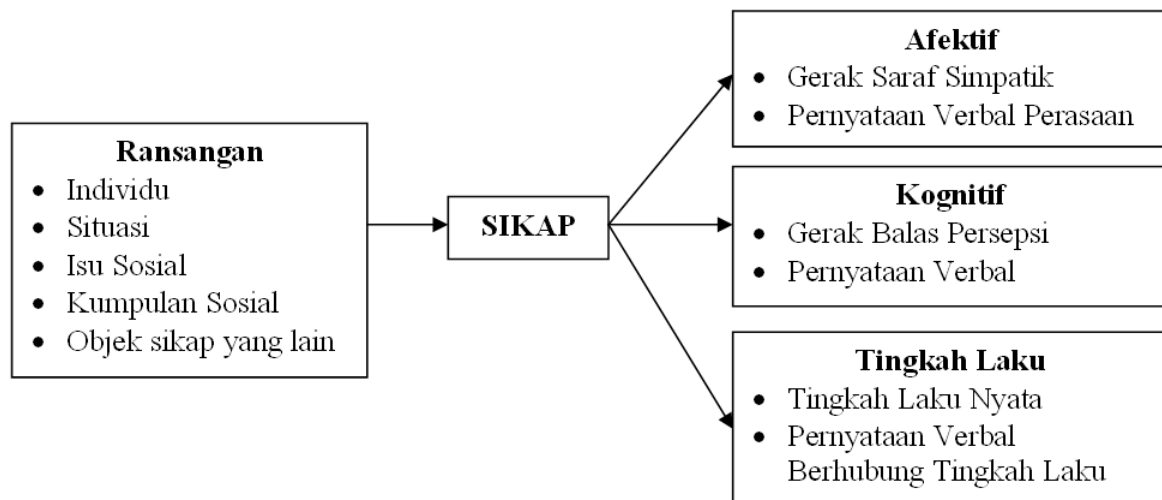 Ransangan
• Individu
• Situasi
• Isu Sosial
• Kumpulan Sosial
• Objek sikap yang lain
SIKAP
Afektif
• Gerak Saraf Simpatik
• Pernyataan Verbal Perasaan
Kognitif
• Gerak Balas Persepsi
• Pernyataan Verbal
Tingkah Laku
• Tingkah Laku Nyata
• Pernyataan Verbal
Berhubung Tingkah Laku